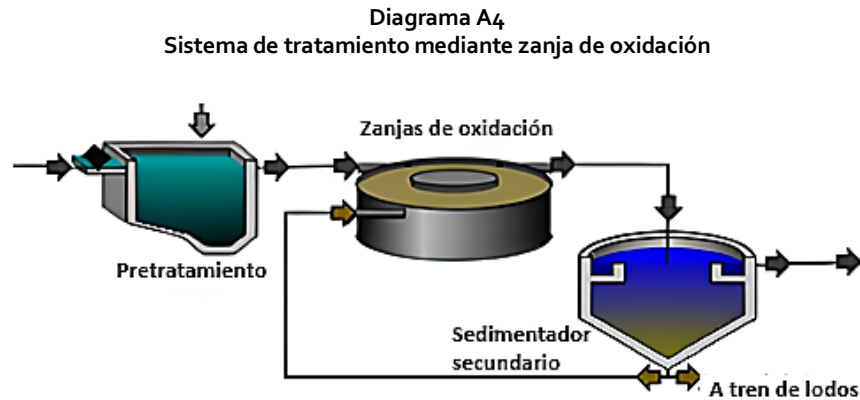 Diagrama A4
Sistema de tratamiento mediante zanja de oxidación
Zanjas de oxidación
Pretratamiento
Sedimentador
secundario
A tren de lodos